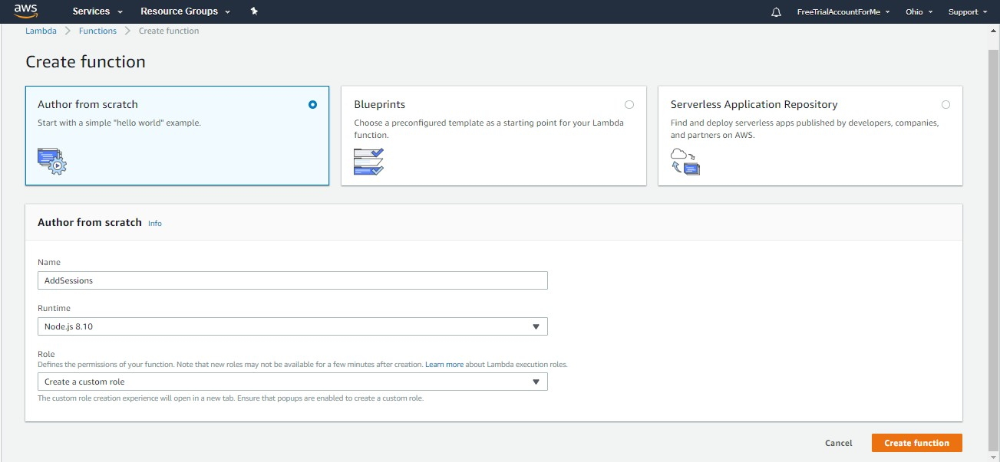 aws Services Resource Groups FreeTrialAccountForMe Ohio Support
Lambda Functions Create function
Create function
Author from scratch
Start with a simple "hello world" example.
Blueprints
Choose a preconfigured template as a starting point for your Lambda
function.
Serverless Application Repository
Find and deploy serverless apps published by developers, companies,
and partners on AWS.
Author from scratch Info
Name
AddSessions
Runtime
Node.js 8.10
Role
Defines the permissions of your function. Note that new roles may not be available for a few minutes after creation. Learn more about Lambda execution roles.
Create a custom role
The custom role creation experience will open in a new tab. Ensure that popups are enabled to create a custom role.
Cancel Create function